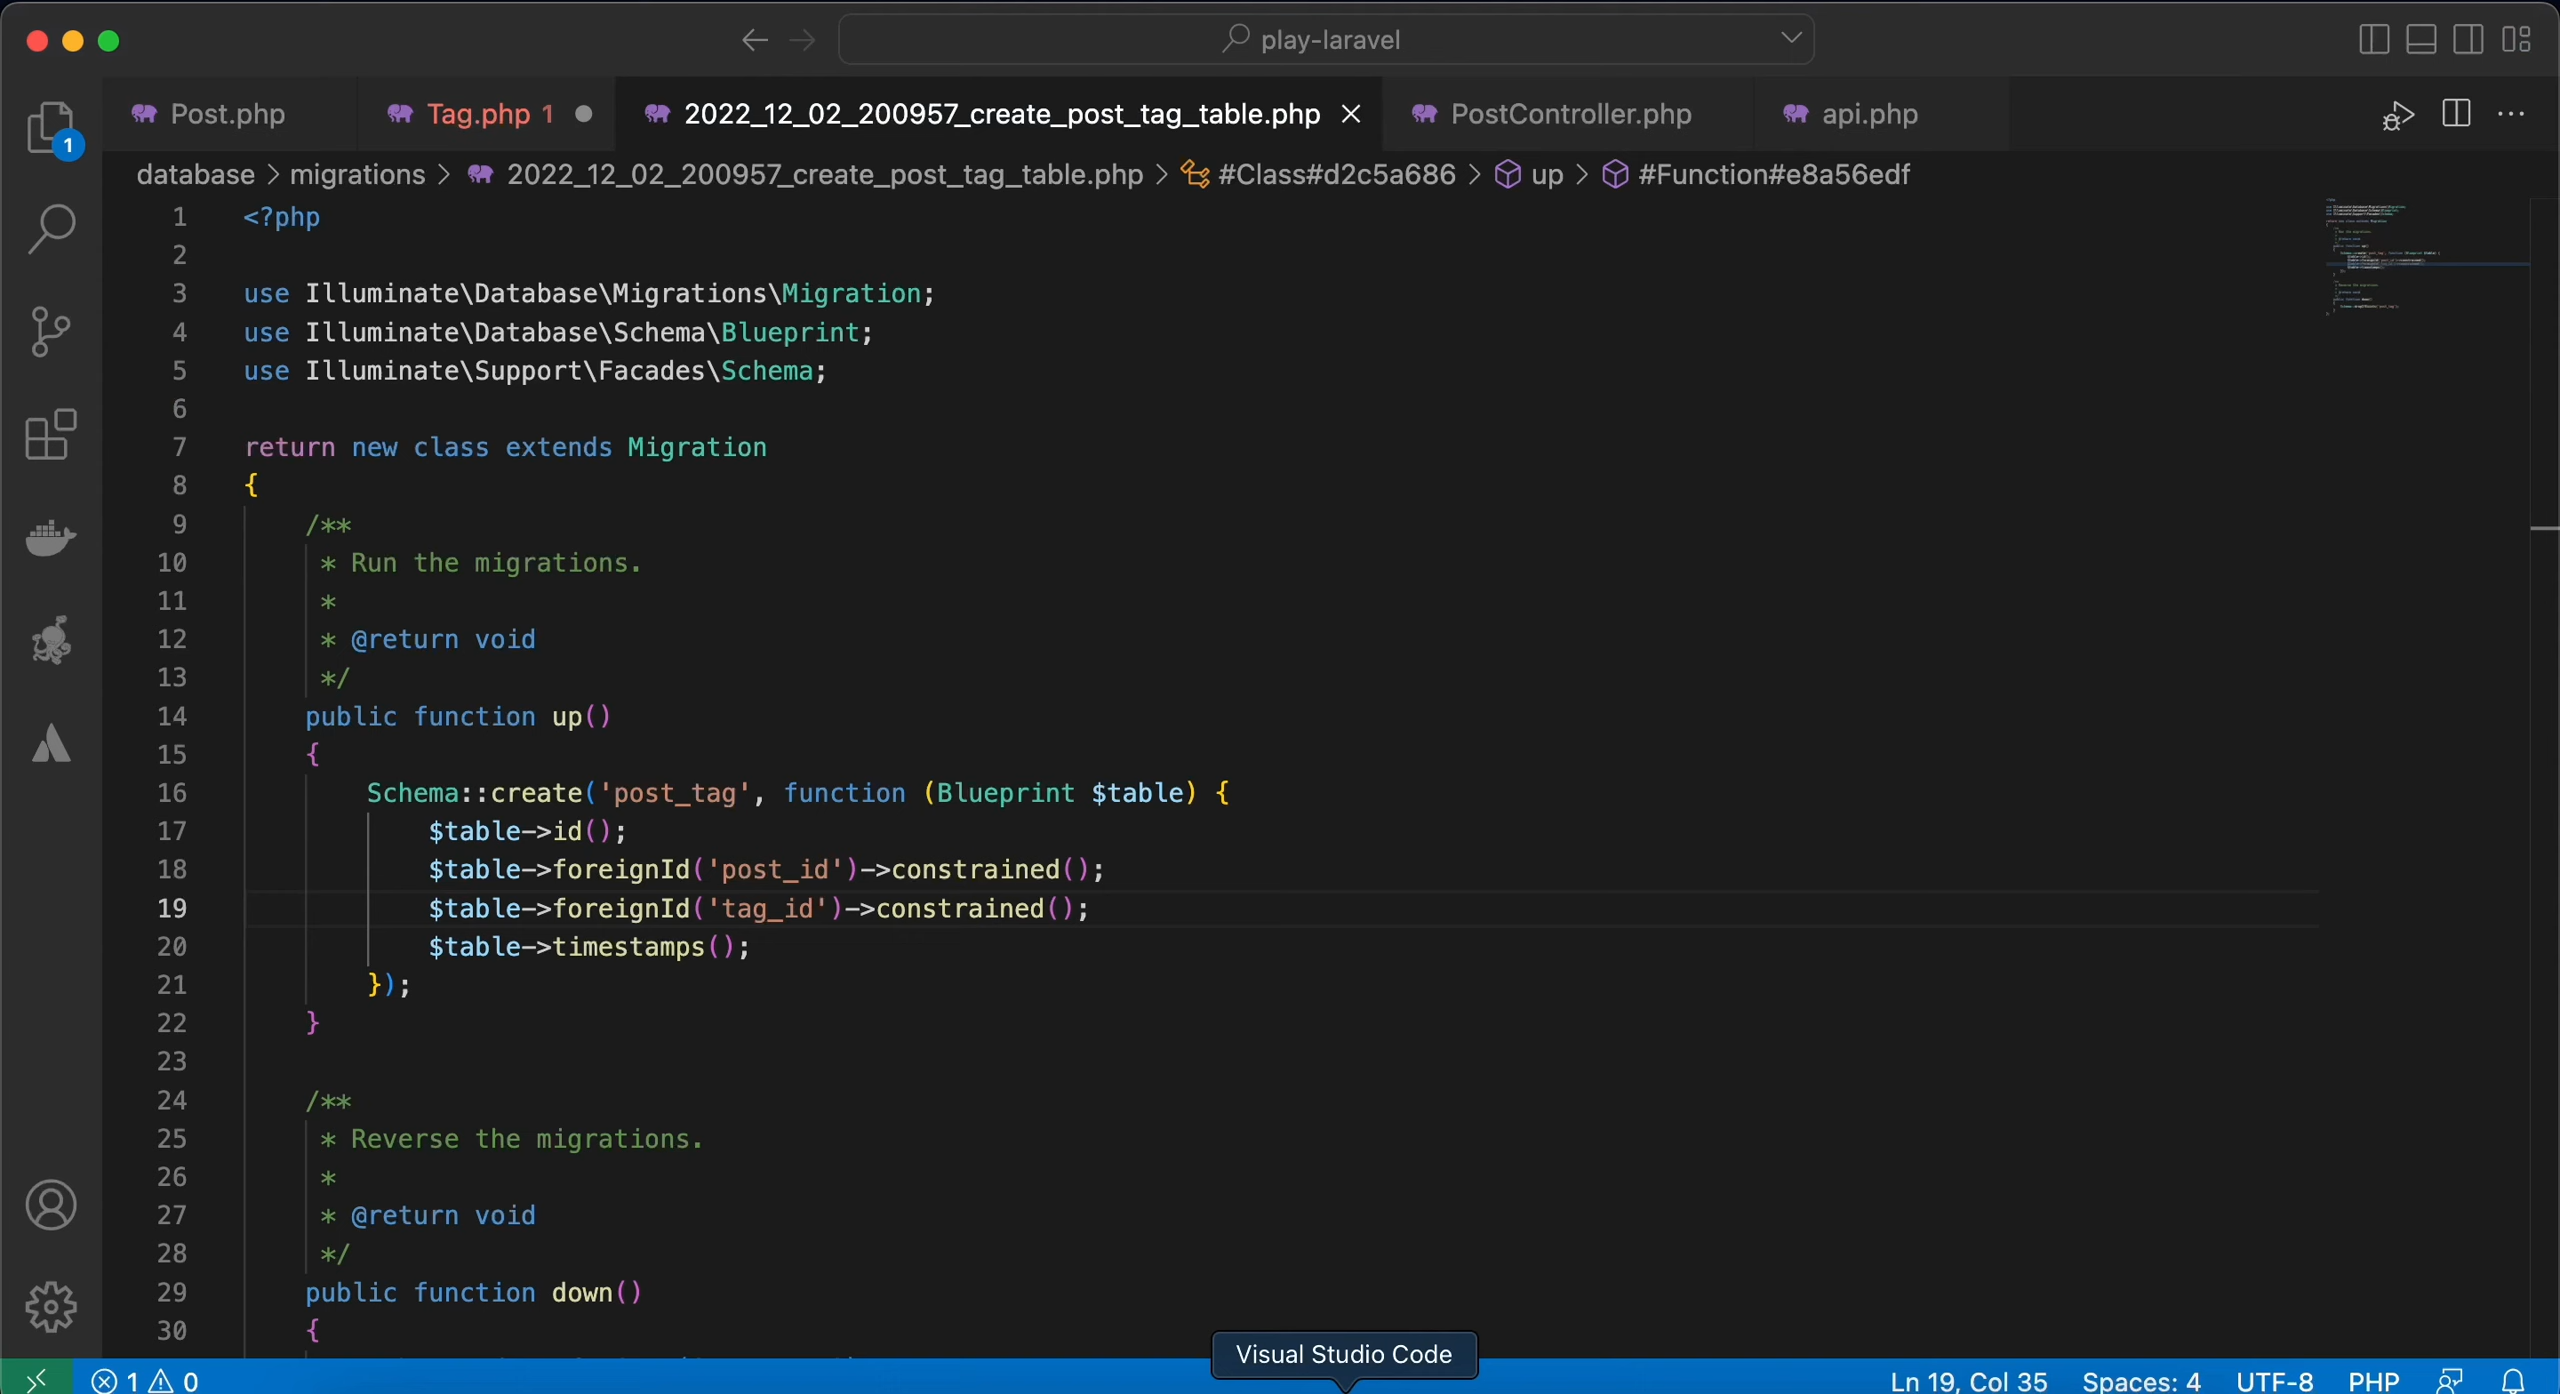 play-laravel
Post.php
Tag.php 1
2022_12_02_200957_create_post_tag_table.php
PostController.php
api.php
1
database > migrations > 2022_12_02_200957_create_post_tag_table.php > #Class#d2c5a686 > up > #Function#e8a56edf
1 <?php
2
3 use Illuminate\Database\Migrations\Migration;
4 use Illuminate\Database\Schema\Blueprint;
5 use Illuminate\Support\Facades\Schema;
6
7 return new class extends Migration
8 {
9     /**
10      * Run the migrations.
11      *
12      * @return void
13      */
14     public function up()
15     {
16         Schema::create('post_tag', function (Blueprint $table) {
17             $table->id();
18             $table->foreignId('post_id')->constrained();
19             $table->foreignId('tag_id')->constrained();
20             $table->timestamps();
21         });
22     }
23
24     /**
25      * Reverse the migrations.
26      *
27      * @return void
28      */
29     public function down()
30     {
Visual Studio Code
1 0
Ln 19, Col 35
Spaces: 4
UTF-8
PHP